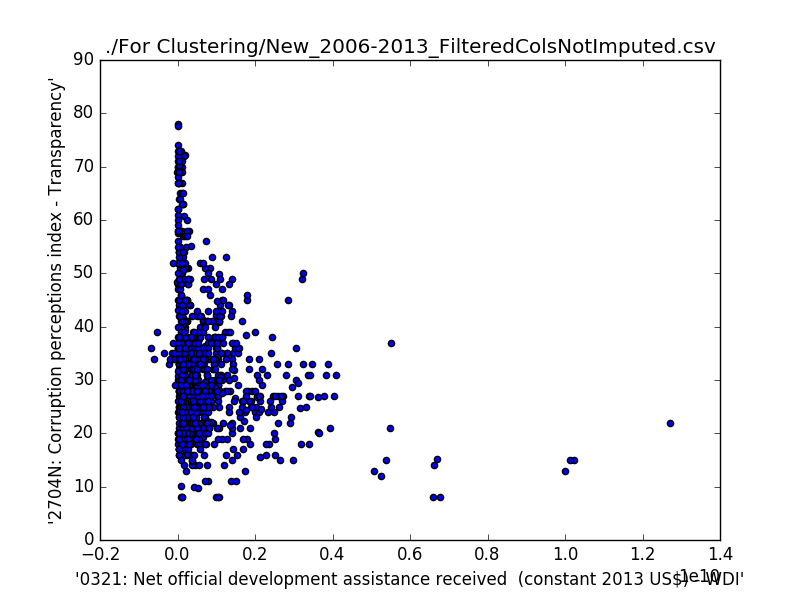 ./For Clustering/New_2006-2013_FilteredColsNotImputed.csv
'2704N: Corruption perceptions index - Transparency'
90
80
70
60
50
40
30
20
10
0
−0.2 0.0 0.2 0.4 0.6 0.8 1.0 1.2 1.4
1e10
'0321: Net official development assistance received (constant 2013 US$) - WDI'